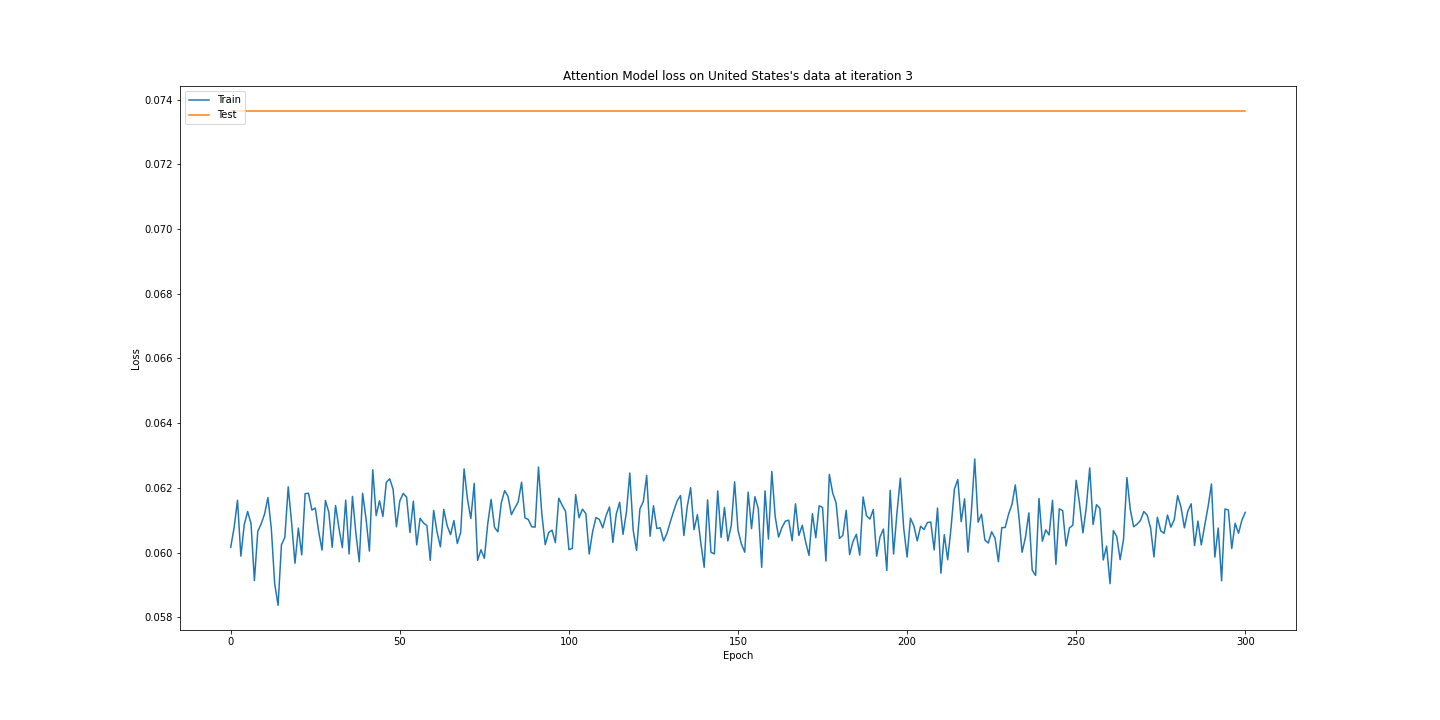 Attention Model loss on United States's data at iteration 3
Train
Test
0.074
0.072
0.070
0.068
0.066
0.064
0.062
0.060
0.058
Loss
0 50 100 150 200 250 300
Epoch